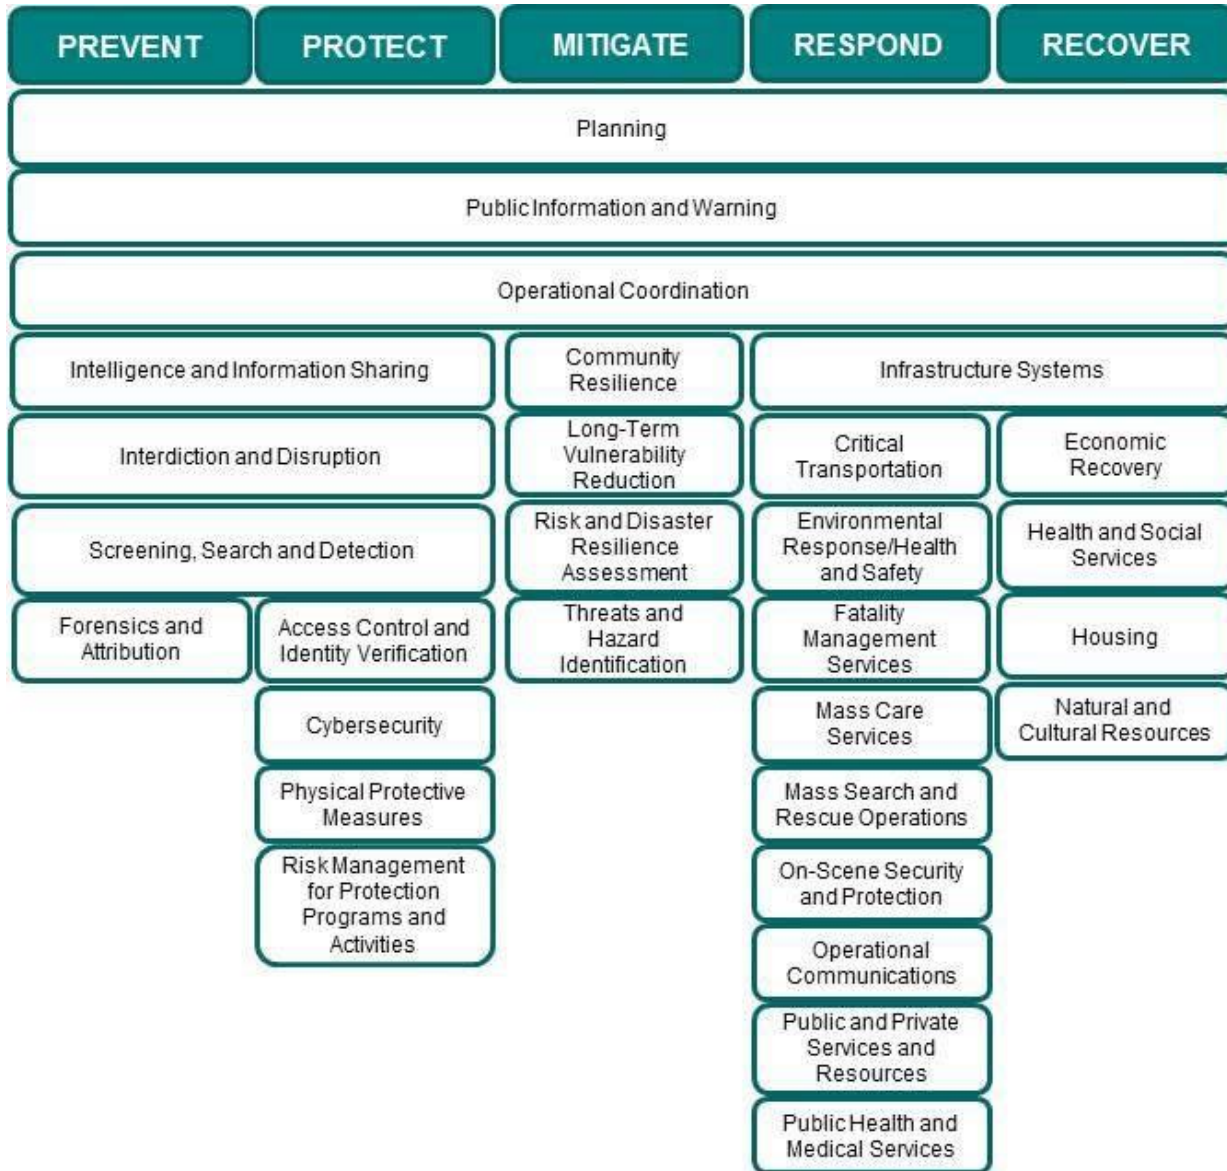 PREVENT
PROTECT
MITIGATE
RESPOND
RECOVER
Planning
Public Information and Warning
Operational Coordination
Intelligence and Information Sharing
Community
Resilience
Infrastructure Systems
Interdiction and Disruption
Long-Term
Vulnerability
Reduction
Critical
Transportation
Economic
Recovery
Screening, Search and Detection
Risk and Disaster
Resilience
Assessment
Environmental
Response/Health
and Safety
Health and Social
Services
Forensics and
Attribution
Access Control and
Identity Verification
Threats and
Hazard
Identification
Fatality
Management
Services
Housing
Cybersecurity
Mass Care
Services
Natural and
Cultural Resources
Physical Protective
Measures
Mass Search and
Rescue Operations
Risk Management
for Protection
Programs and
Activities
On-Scene Security
and Protection
Operational
Communications
Public and Private
Services and
Resources
Public Health and
Medical Services